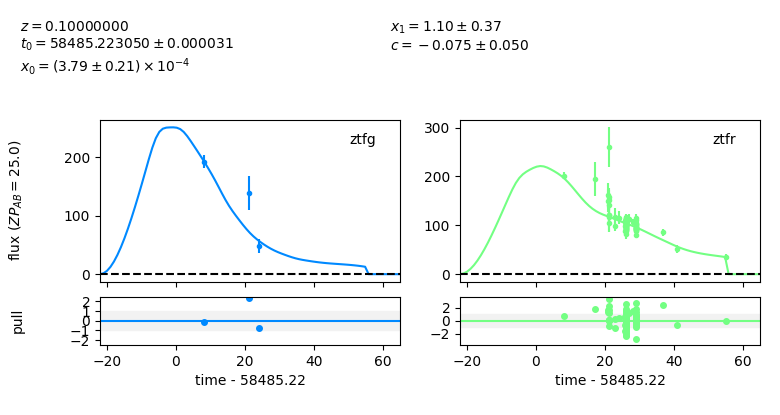 z = 0.10000000
t₀ = 58485.223050 ± 0.000031
x₀ = (3.79 ± 0.21) × 10⁻⁴
x₁ = 1.10 ± 0.37
c = −0.075 ± 0.050
flux (ZP_AB = 25.0)
200
100
0
ztfg
300
200
100
0
ztfr
pull
2
1
0
−1
−2
−20 0 20 40 60
time - 58485.22
2
0
−2
−20 0 20 40 60
time - 58485.22